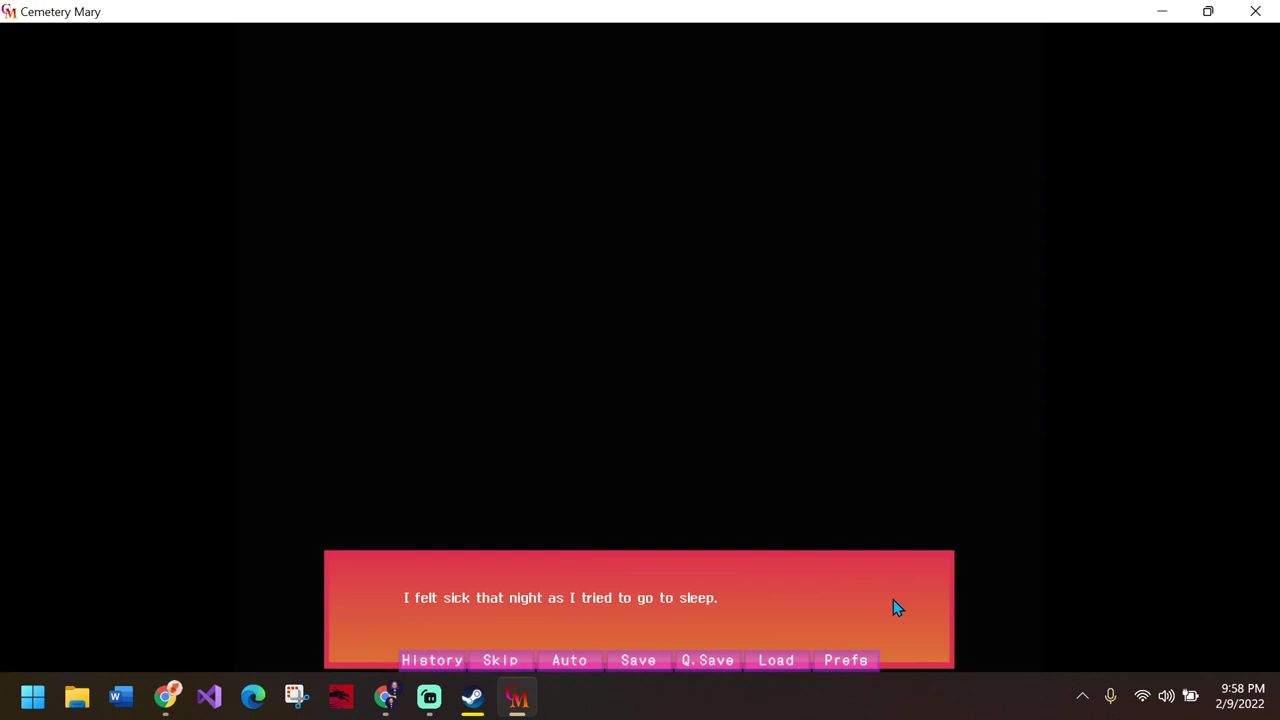 Cemetery Mary
I felt sick that night as I tried to go to sleep.
History Skip Auto Save Q.Save Load Prefs
9:58 PM
2/9/2022